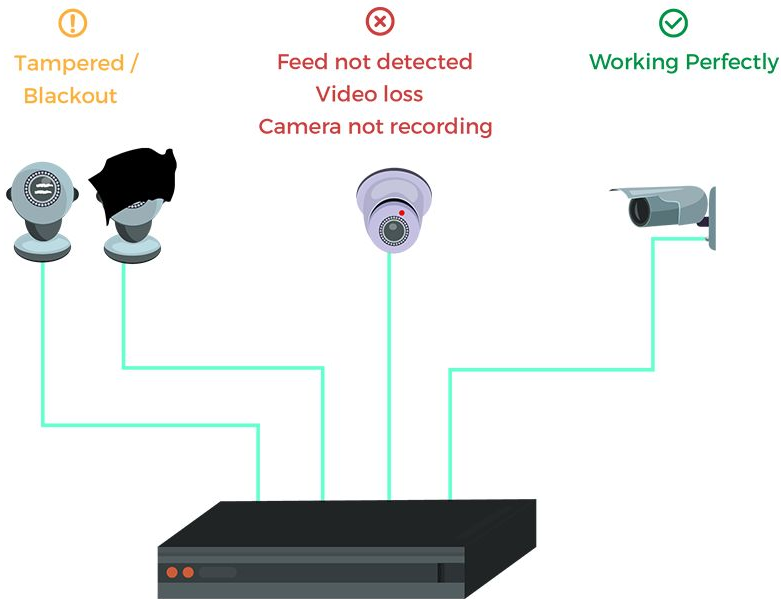 Tampered /
Blackout
Feed not detected
Video loss
Camera not recording
Working Perfectly